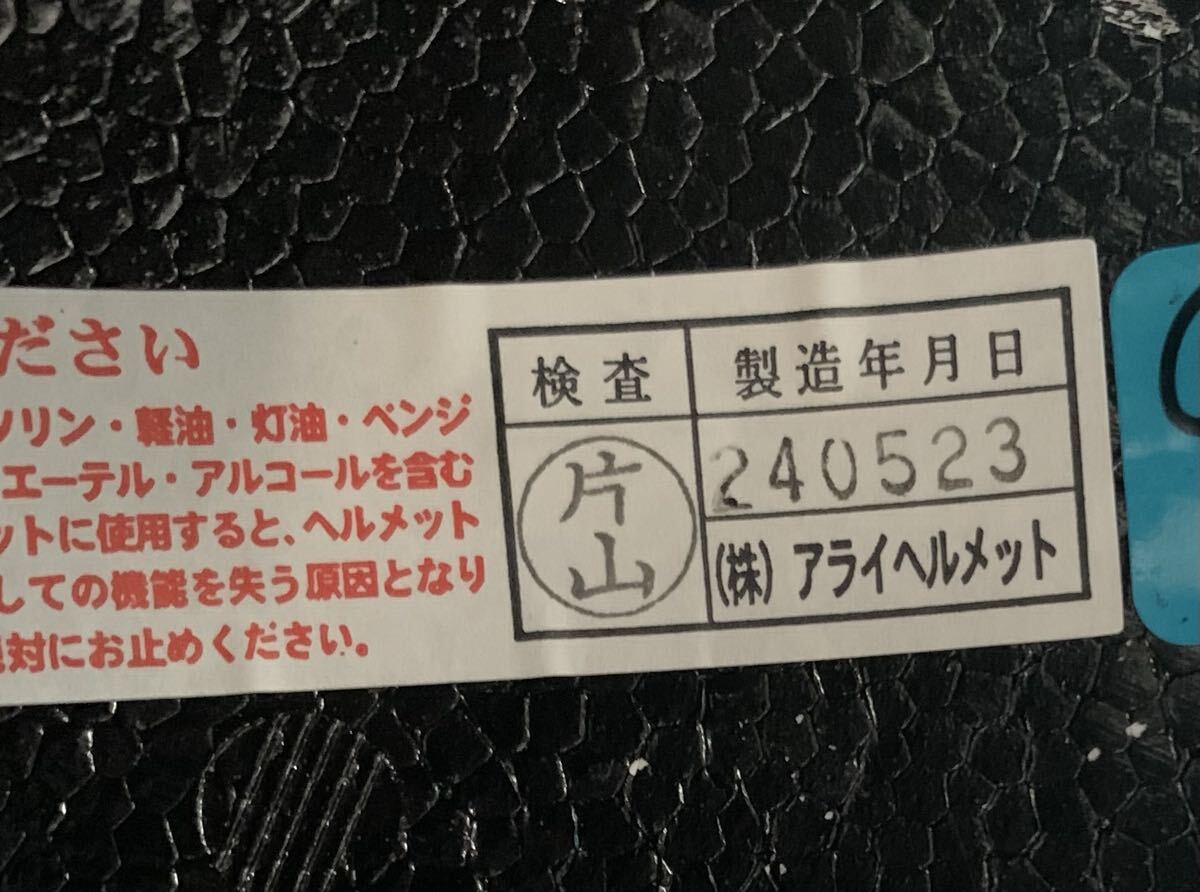 ださい
ソリン・軽油・灯油・ベンジ
エーテル・アルコールを含む
ットに使用すると、ヘルメット
しての機能を失う原因となり
対にお止めください。
検査
片山
製造年月日
240523
(株)アライヘルメット